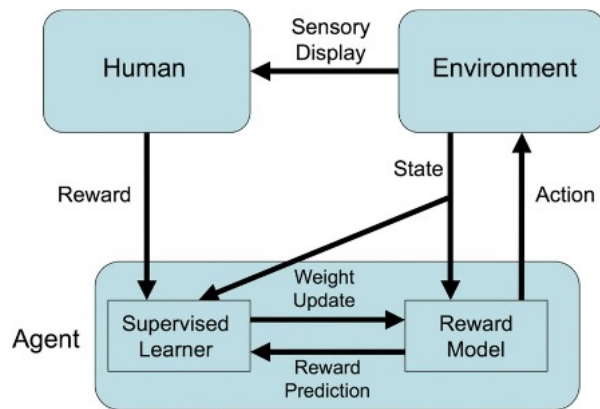 Human
Sensory
Display
Environment
Reward
State
Action
Agent
Weight
Update
Supervised
Learner
Reward
Model
Reward
Prediction